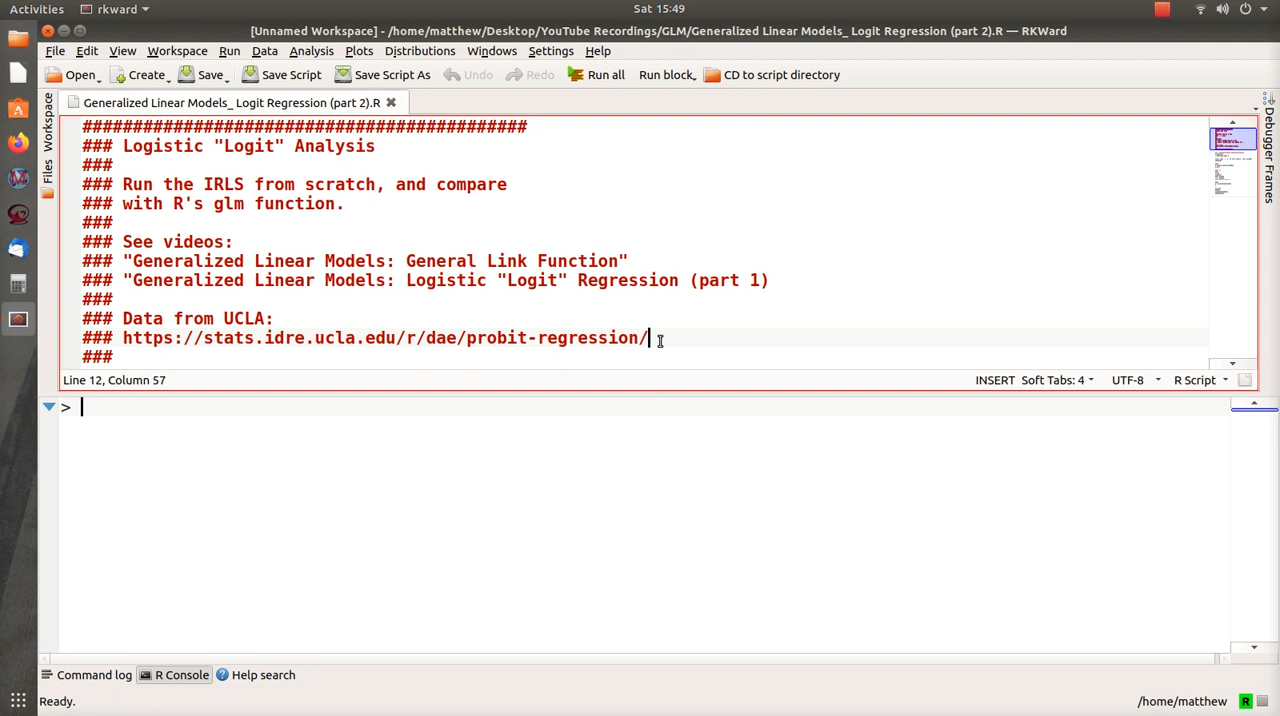 Activities rkward Sat 15:49
[Unnamed Workspace] - /home/matthew/Desktop/YouTube Recordings/GLM/Generalized Linear Models_ Logit Regression (part 2).R — RKWard
File Edit View Workspace Run Data Analysis Plots Distributions Windows Settings Help
Open Create Save Save Script Save Script As Undo Redo Run all Run block CD to script directory
Workspace
Files
Generalized Linear Models_ Logit Regression (part 2).R
Debugger Frames
############################################
### Logistic "Logit" Analysis
###
### Run the IRLS from scratch, and compare
### with R's glm function.
###
### See videos:
### "Generalized Linear Models: General Link Function"
### "Generalized Linear Models: Logistic "Logit" Regression (part 1)
###
### Data from UCLA:
### https://stats.idre.ucla.edu/r/dae/probit-regression/
###
Line 12, Column 57 INSERT Soft Tabs: 4 UTF-8 R Script
>
Command log R Console Help search
Ready. /home/matthew R